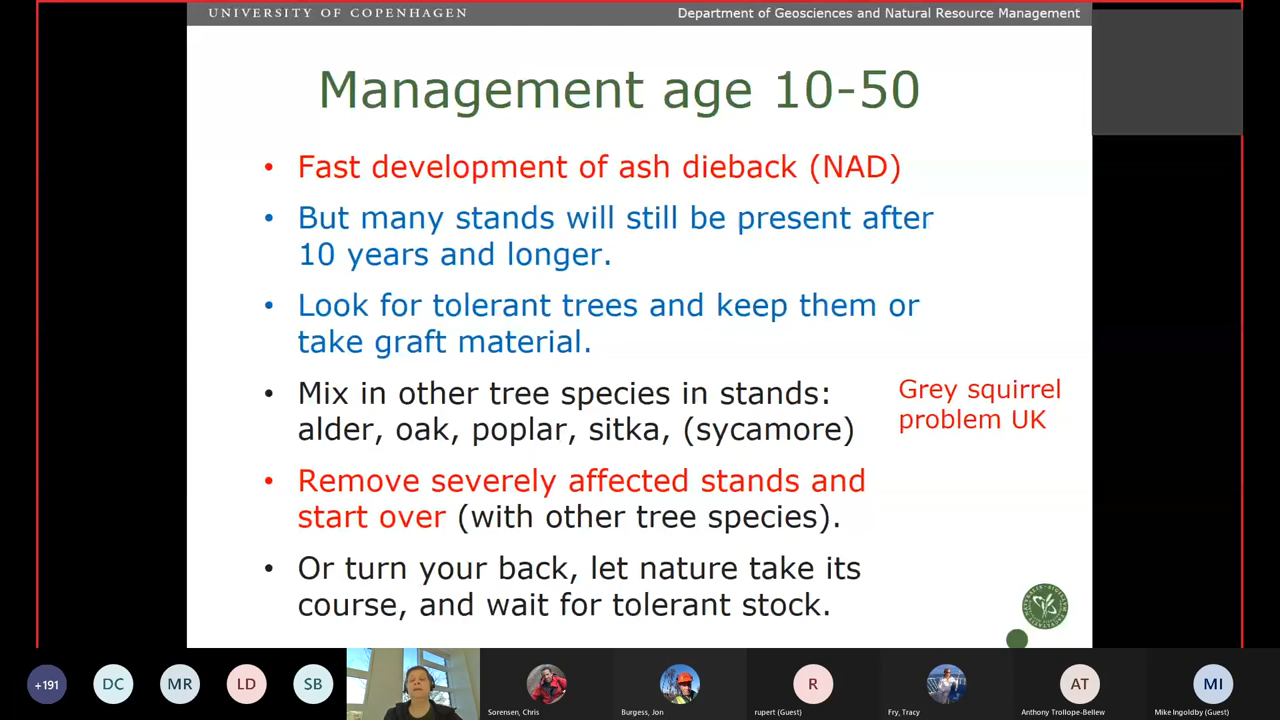 UNIVERSITY OF COPENHAGEN
Department of Geosciences and Natural Resource Management
Management age 10-50
• Fast development of ash dieback (NAD)
• But many stands will still be present after
10 years and longer.
• Look for tolerant trees and keep them or
take graft material.
• Mix in other tree species in stands:
alder, oak, poplar, sitka, (sycamore)
Grey squirrel
problem UK
• Remove severely affected stands and
start over (with other tree species).
• Or turn your back, let nature take its
course, and wait for tolerant stock.
+191
DC
MR
LD
SB
Sorensen, Chris
Burgess, Jon
R
rupert (Guest)
Fry, Tracy
AT
Anthony Trollope-Bellew
MI
Mike Ingoldby (Guest)